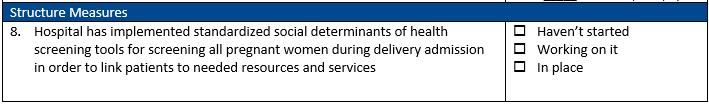 Structure Measures
8. Hospital has implemented standardized social determinants of health
screening tools for screening all pregnant women during delivery admission
in order to link patients to needed resources and services
☐ Haven’t started
☐ Working on it
☐ In place